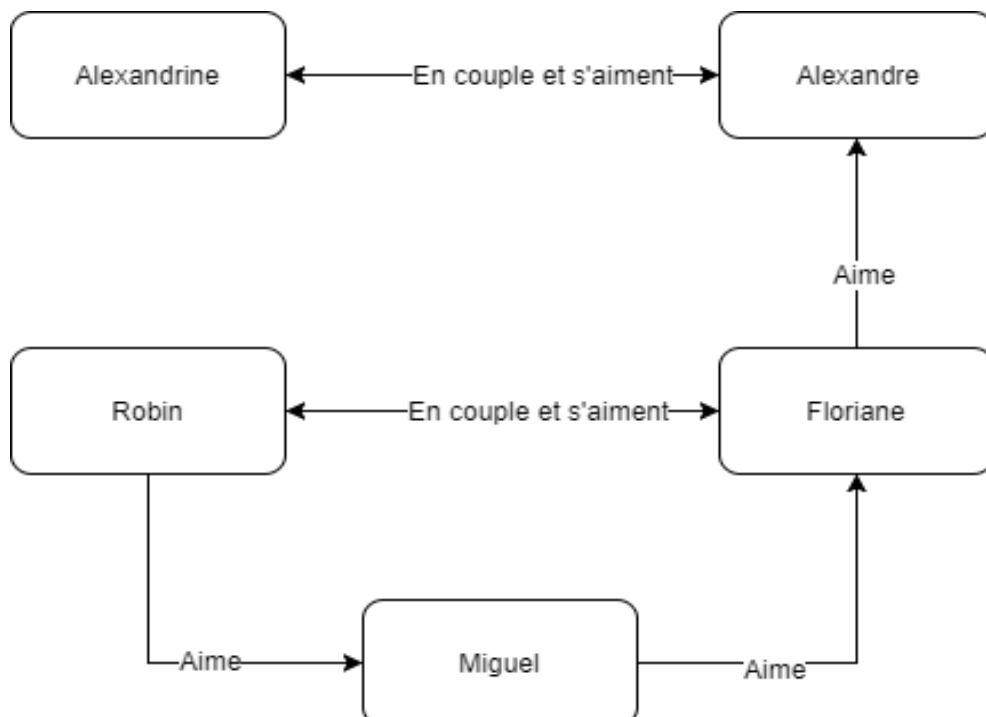 Alexandrine
En couple et s'aiment
Alexandre
Aime
Robin
En couple et s'aiment
Floriane
Aime
Miguel
Aime